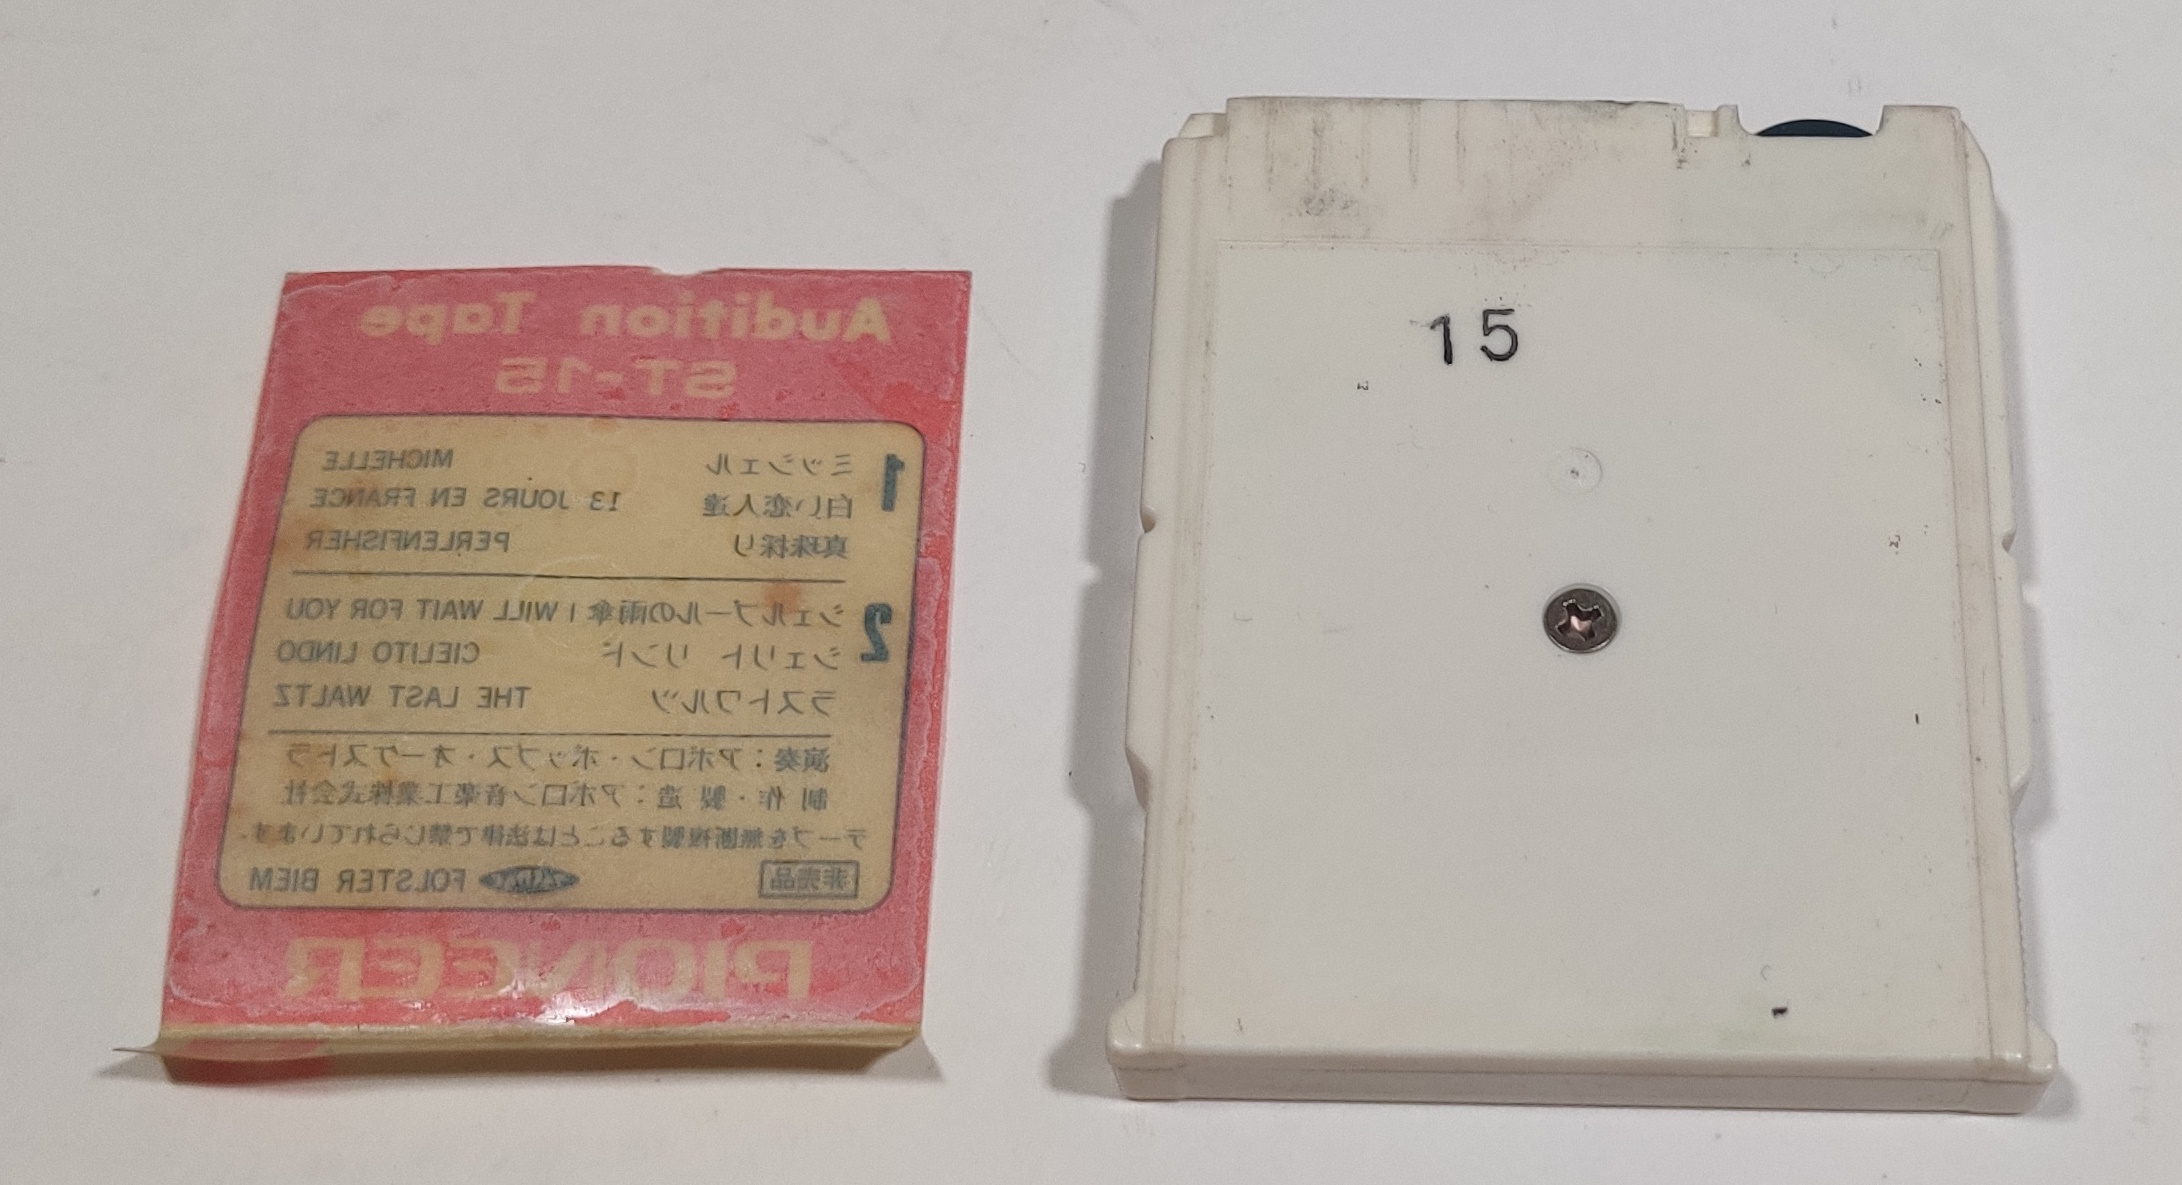 Audition Tape
ST-15
1 ミッシェル MICHELLE
白い恋人達 13 JOURS EN FRANCE
真珠採り PERLENFISHER
2 シェルブールの雨傘 I WILL WAIT FOR YOU
シェリト リンド CIELITO LINDO
ラストワルツ THE LAST WALTZ
演奏：アポロン・ポップス・オーケストラ
制作・製造：アポロン音楽工業株式会社
テープを無断複製することは法律で禁じられています.
非売品 FOLSTER BIEM
PIONEER
15